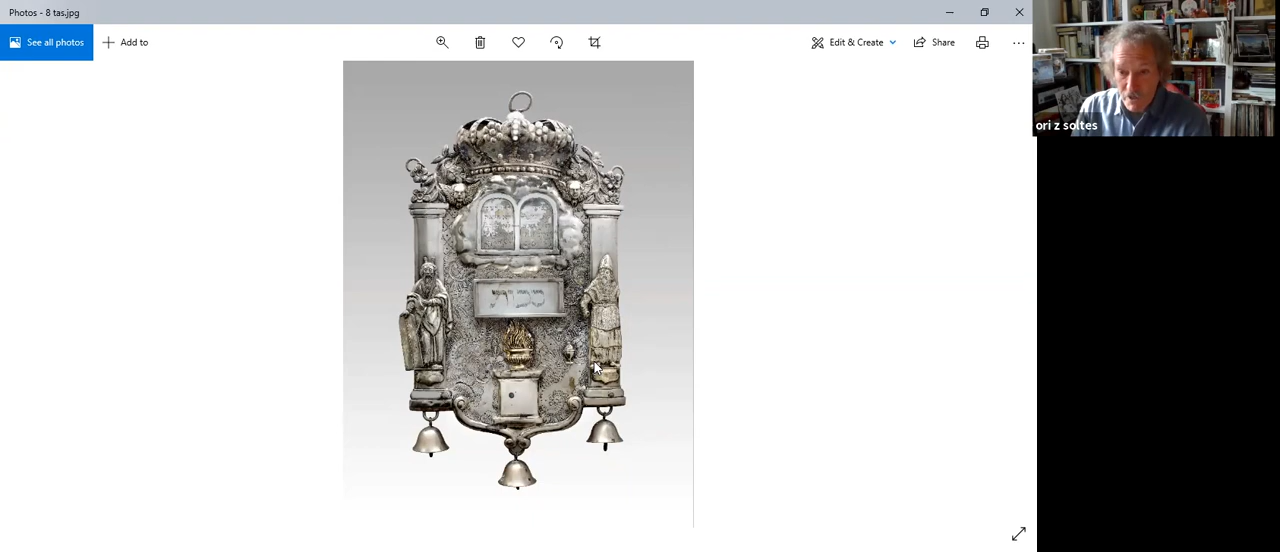 Photos - 8 tas.jpg
See all photos
Add to
Edit & Create
Share
ori z soltes